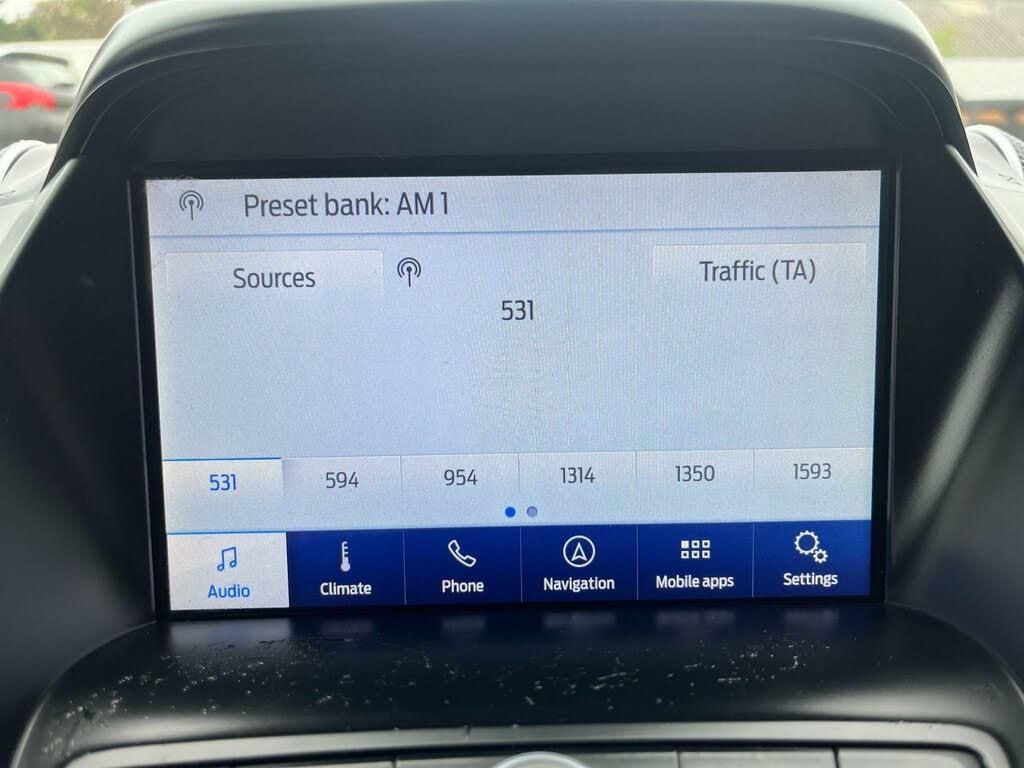 Preset bank: AM 1
Sources
Traffic (TA)
531
531 594 954 1314 1350 1593
Audio Climate Phone Navigation Mobile apps Settings